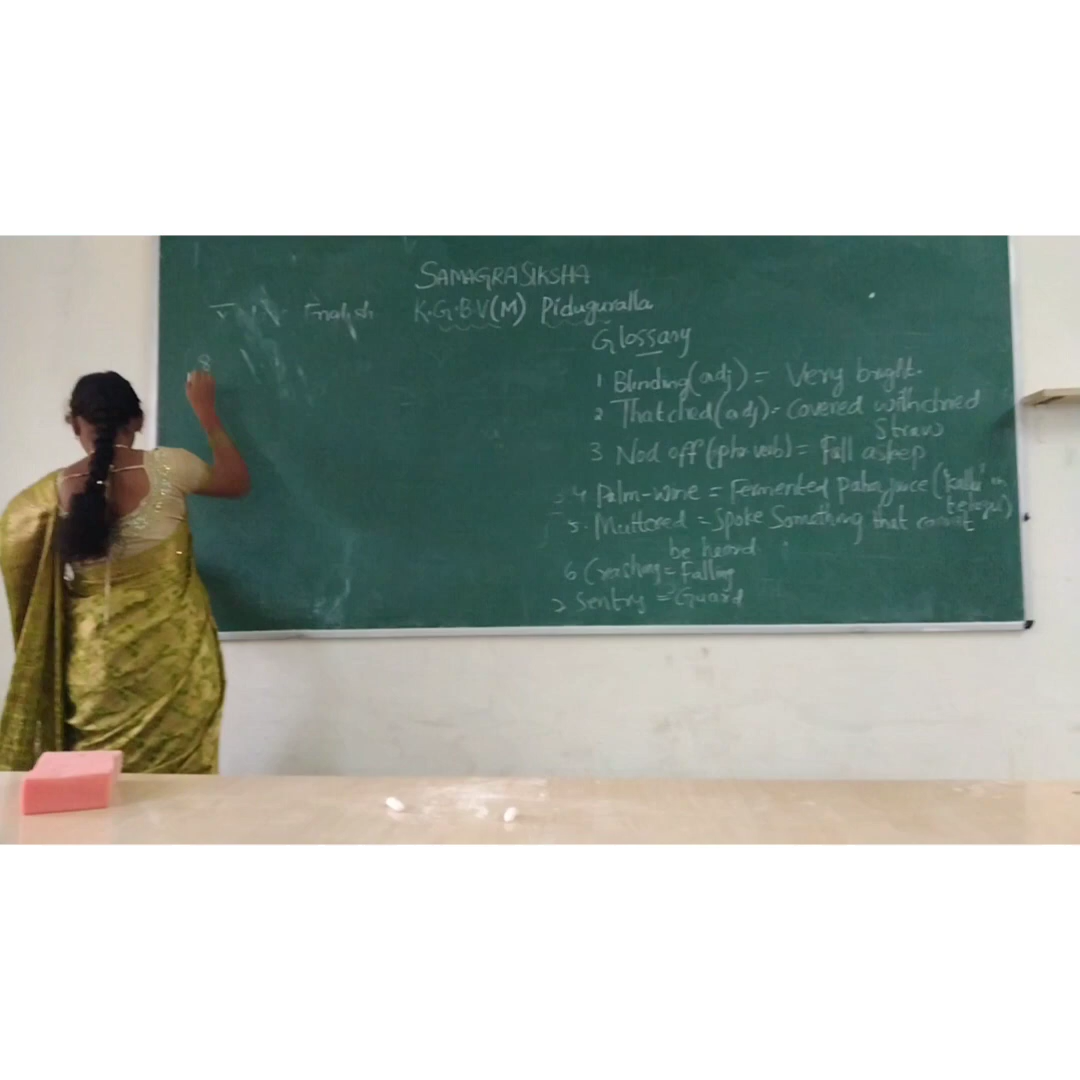 SAMAGRA SIKSHA
English K.G.B.V(M) Piduguralla
Glossary
1 Blinding (adj) = Very bright.
2 Thatched (adj) = Covered with dried
Straw
3 Nod off (phr verb) = Fall asleep
4 Palm-wine = Fermented juice ("kallu" in
telugu)
5. Muttered = Spoke Something that cannot
be heard
6 Crashing = Falling
7 Sentry = Guard
8